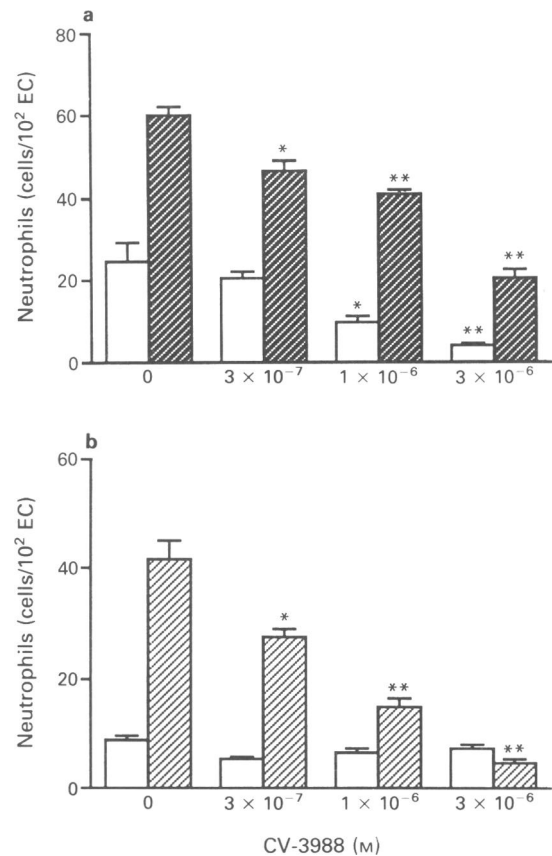 a
80
60
40
20
0
Neutrophils (cells/10² EC)
*
**
*
**
**
0 3 × 10⁻⁷ 1 × 10⁻⁶ 3 × 10⁻⁶
b
60
40
20
0
Neutrophils (cells/10² EC)
*
**
**
0 3 × 10⁻⁷ 1 × 10⁻⁶ 3 × 10⁻⁶
CV-3988 (M)